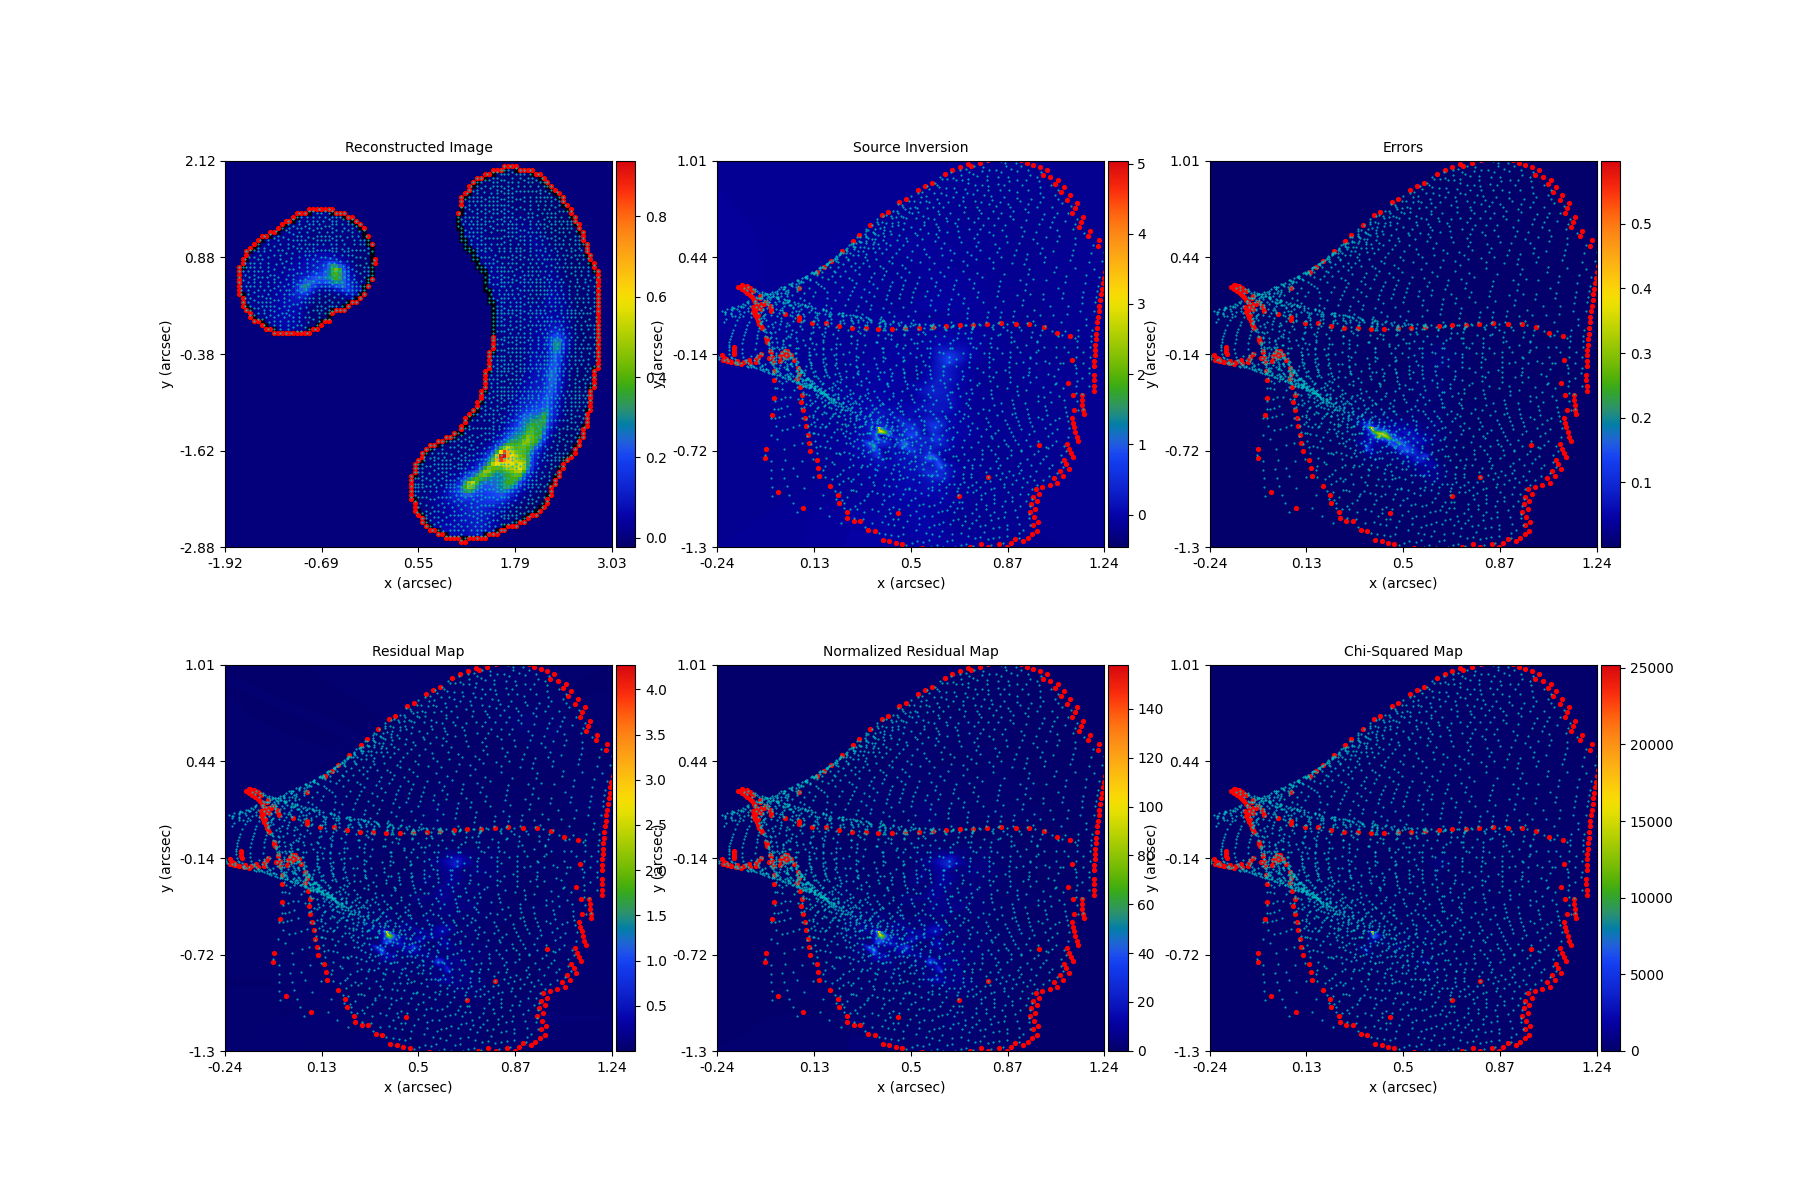 Reconstructed Image
2.12
0.88
-0.38
-1.62
-2.88
y (arcsec)
-1.92 -0.69 0.55 1.79 3.03
x (arcsec)
0.8
0.6
0.4
0.2
0.0
Source Inversion
1.01
0.44
-0.14
-0.72
-1.3
y (arcsec)
-0.24 0.13 0.5 0.87 1.24
x (arcsec)
5
4
3
2
1
0
Errors
1.01
0.44
-0.14
-0.72
-1.3
y (arcsec)
-0.24 0.13 0.5 0.87 1.24
x (arcsec)
0.5
0.4
0.3
0.2
0.1
Residual Map
1.01
0.44
-0.14
-0.72
-1.3
y (arcsec)
-0.24 0.13 0.5 0.87 1.24
x (arcsec)
4.0
3.5
3.0
2.5
2.0
1.5
1.0
0.5
Normalized Residual Map
1.01
0.44
-0.14
-0.72
-1.3
y (arcsec)
-0.24 0.13 0.5 0.87 1.24
x (arcsec)
140
120
100
80
60
40
20
0
Chi-Squared Map
1.01
0.44
-0.14
-0.72
-1.3
y (arcsec)
-0.24 0.13 0.5 0.87 1.24
x (arcsec)
25000
20000
15000
10000
5000
0